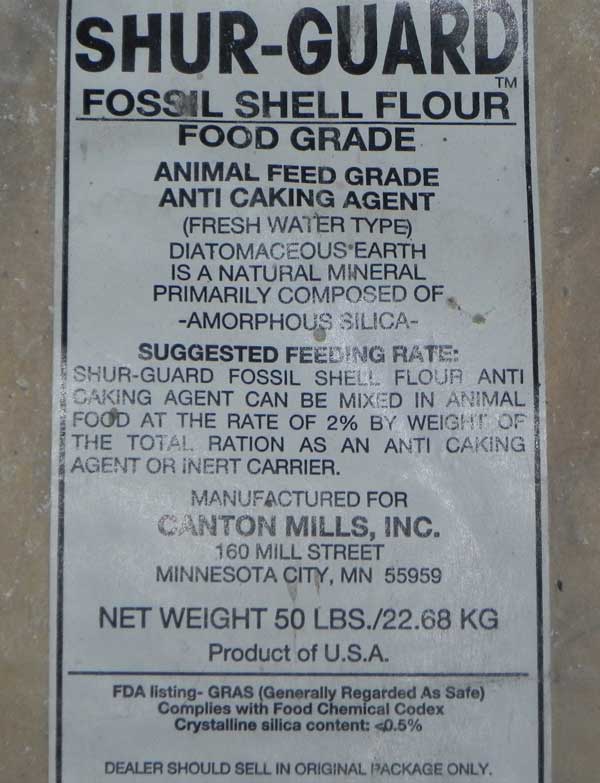 SHUR-GUARD™
FOSSIL SHELL FLOUR
FOOD GRADE
ANIMAL FEED GRADE
ANTI CAKING AGENT
(FRESH WATER TYPE)
DIATOMACEOUS EARTH
IS A NATURAL MINERAL
PRIMARILY COMPOSED OF
-AMORPHOUS SILICA-
SUGGESTED FEEDING RATE:
SHUR-GUARD FOSSIL SHELL FLOUR ANTI
CAKING AGENT CAN BE MIXED IN ANIMAL
FOOD AT THE RATE OF 2% BY WEIGHT OF
THE TOTAL RATION AS AN ANTI CAKING
AGENT OR INERT CARRIER.
MANUFACTURED FOR
CANTON MILLS, INC.
160 MILL STREET
MINNESOTA CITY, MN 55959
NET WEIGHT 50 LBS./22.68 KG
Product of U.S.A.
FDA listing- GRAS (Generally Regarded As Safe)
Complies with Food Chemical Codex
Crystalline silica content: <0.5%
DEALER SHOULD SELL IN ORIGINAL PACKAGE ONLY.